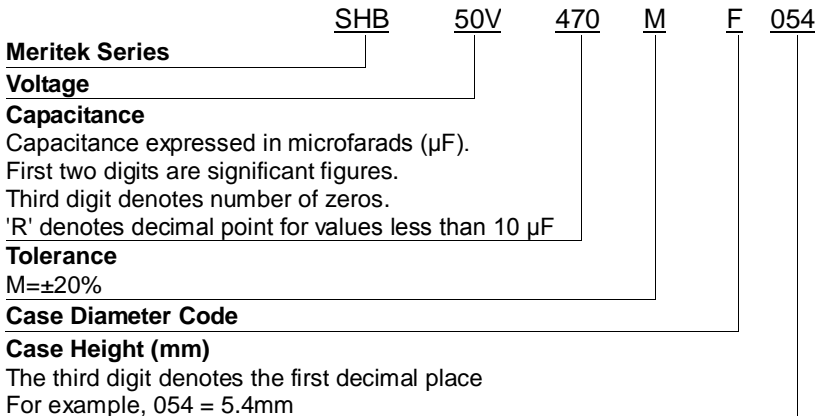 SHB 50V 470 M F 054
Meritek Series
Voltage
Capacitance
Capacitance expressed in microfarads (µF).
First two digits are significant figures.
Third digit denotes number of zeros.
'R' denotes decimal point for values less than 10 µF
Tolerance
M=±20%
Case Diameter Code
Case Height (mm)
The third digit denotes the first decimal place
For example, 054 = 5.4mm